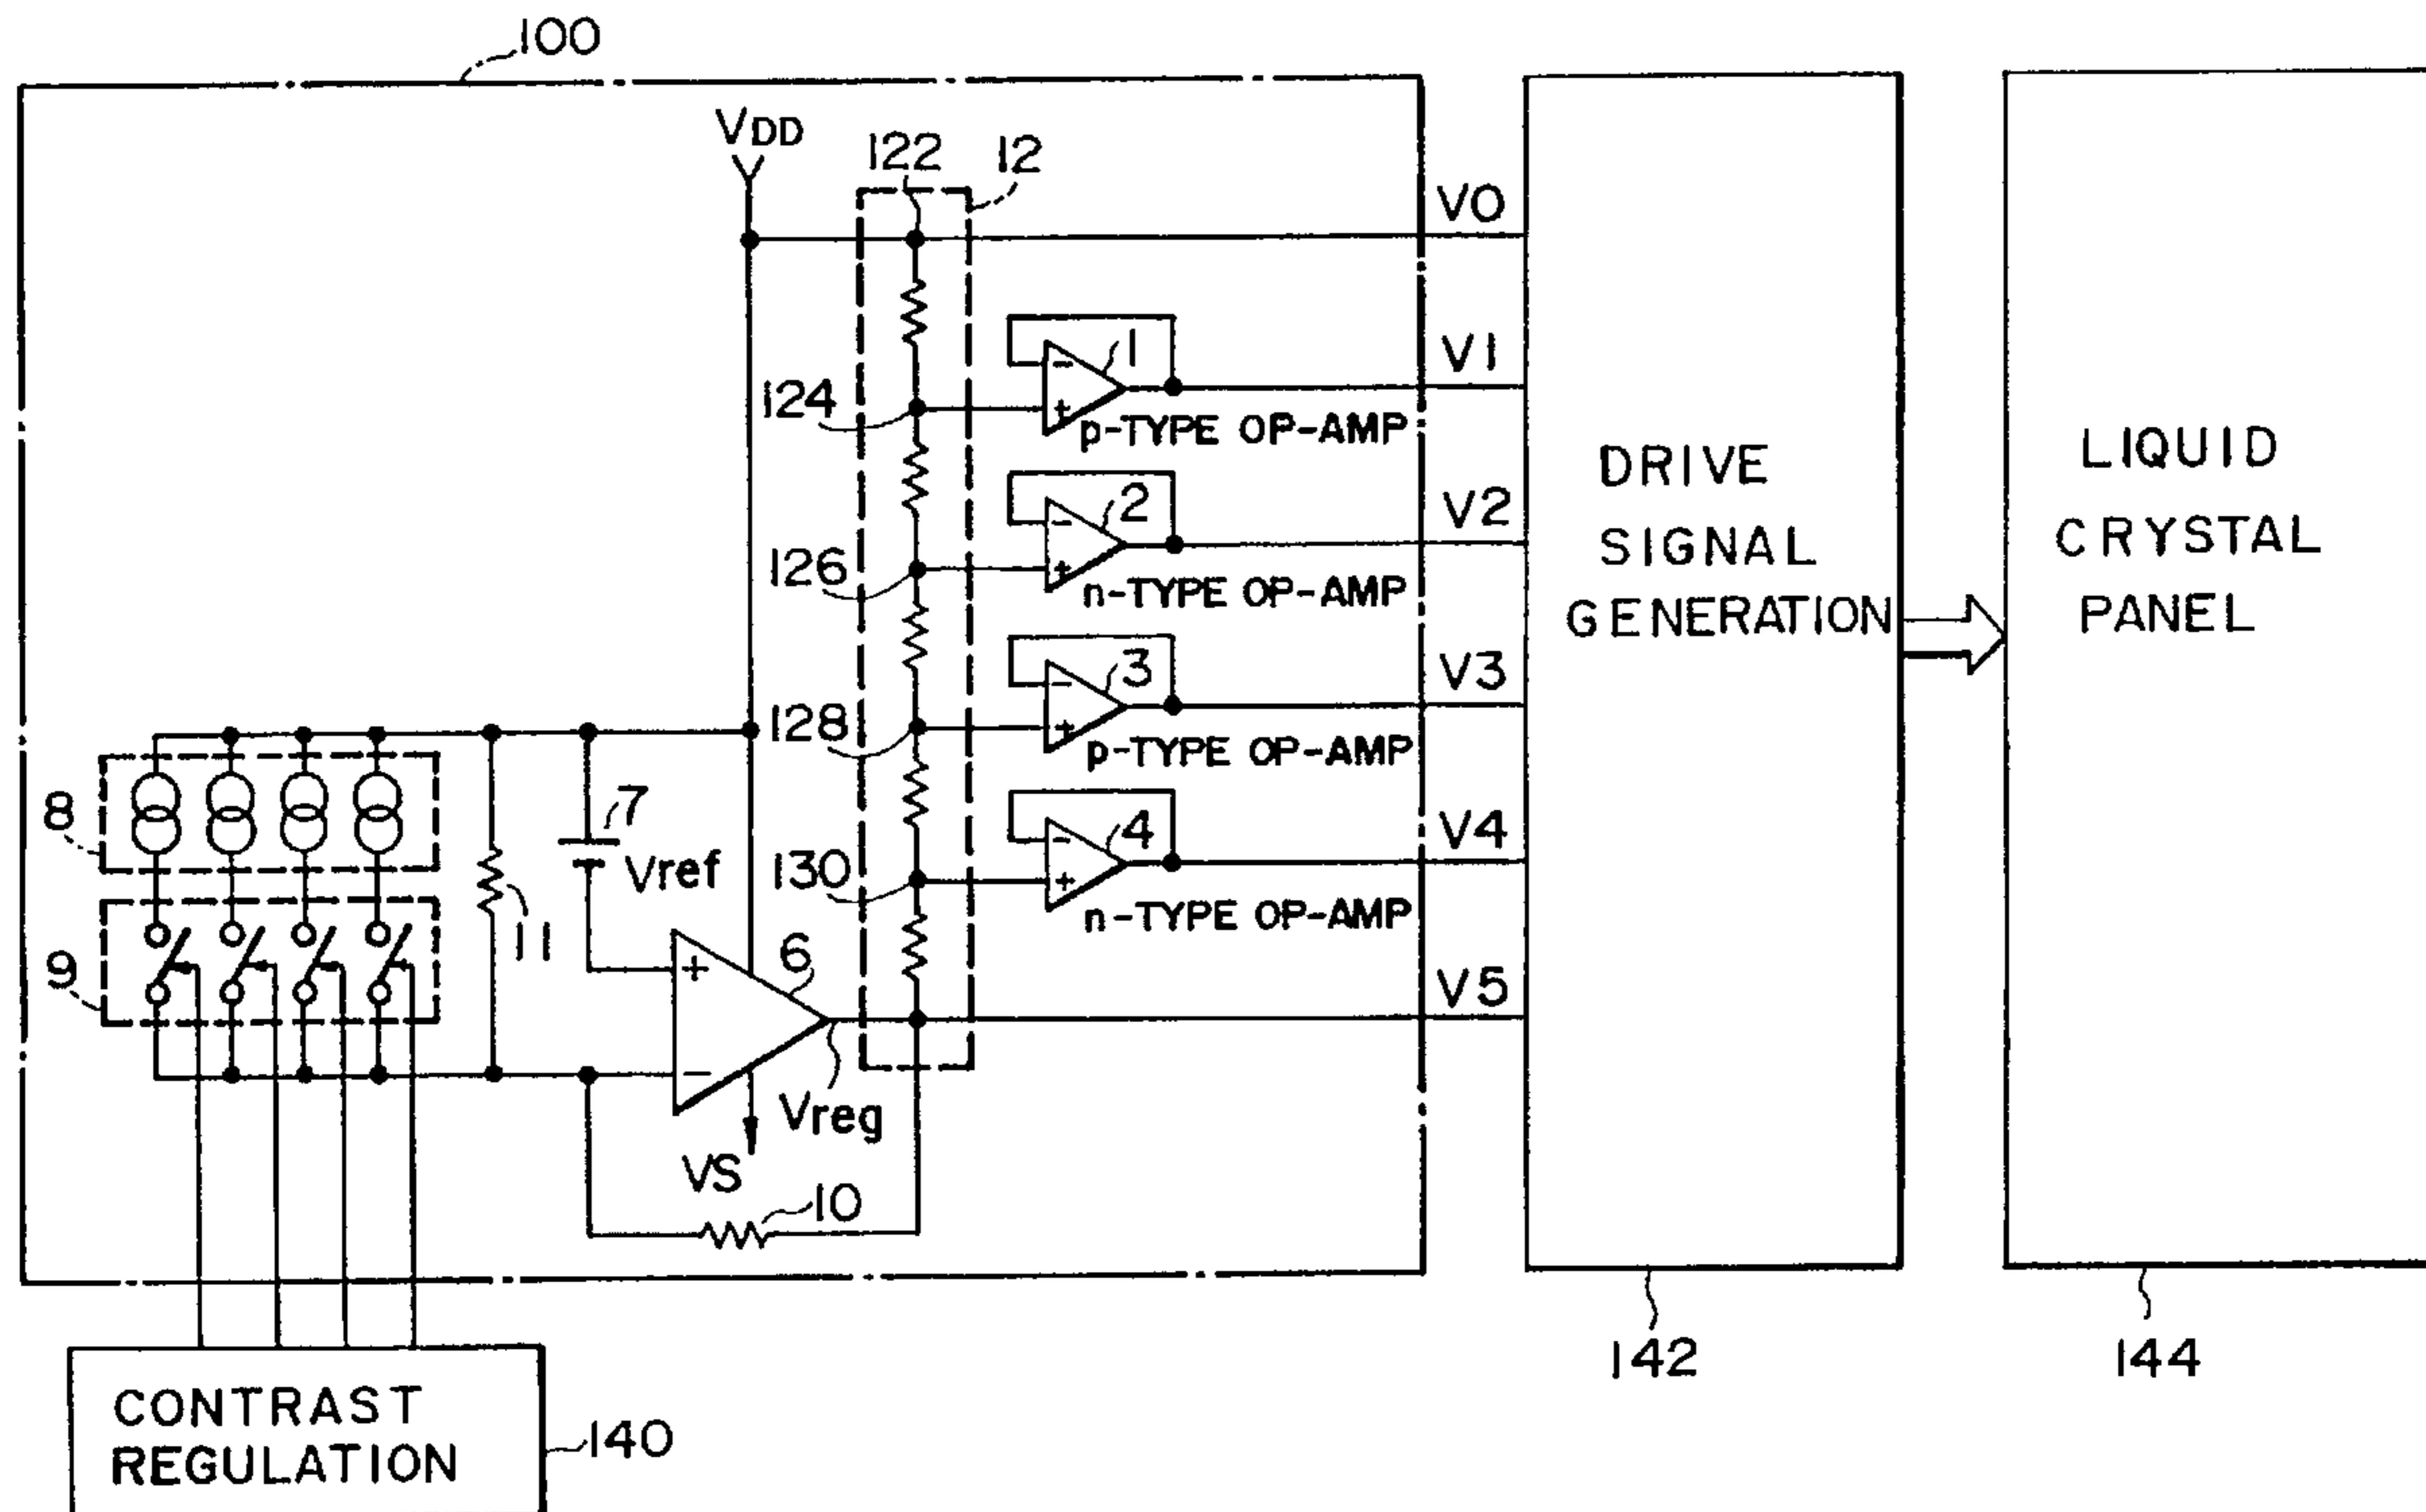 100
VDD
122
12
V0
1
V1
124
p-TYPE OP-AMP
2
V2
126
n-TYPE OP-AMP
3
V3
128
p-TYPE OP-AMP
4
V4
130
n-TYPE OP-AMP
V5
DRIVE
SIGNAL
GENERATION
LIQUID
CRYSTAL
PANEL
8
7
Vref
11
9
+
-
6
Vreg
VS
10
142
144
CONTRAST
REGULATION
140